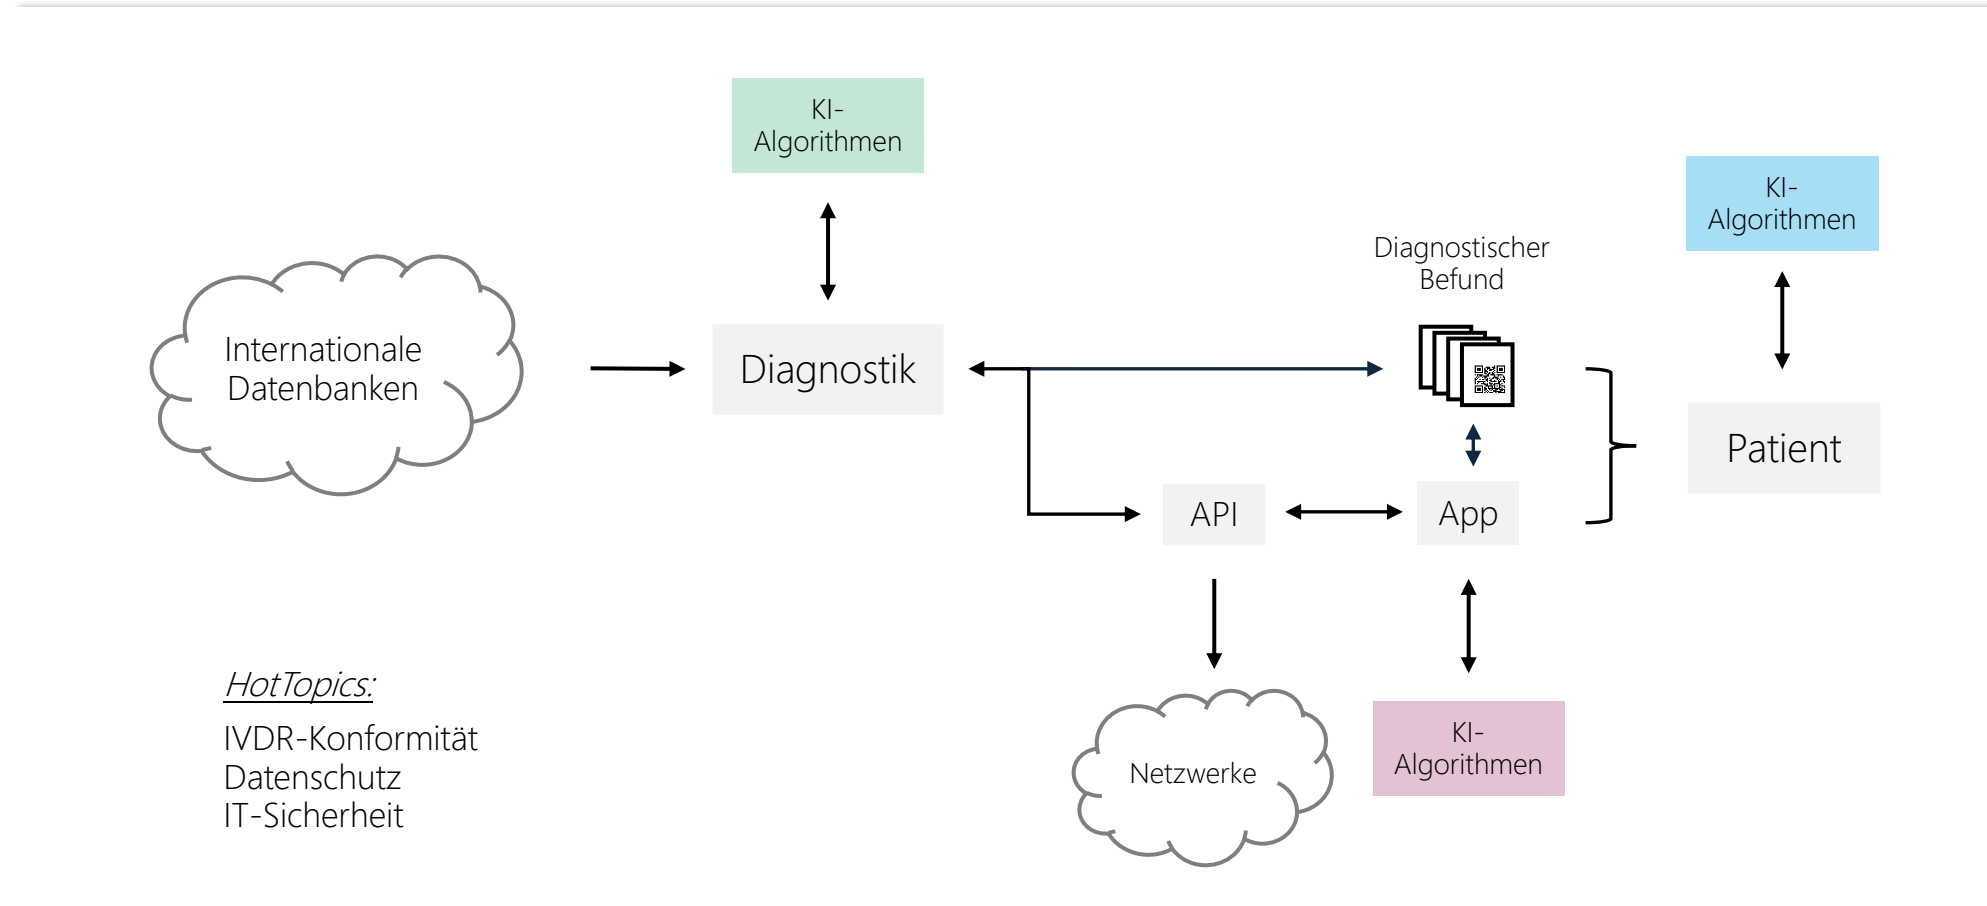 KI-
Algorithmen
KI-
Algorithmen
Diagnostischer
Befund
Internationale
Datenbanken
Diagnostik
Patient
API
App
HotTopics:
IVDR-Konformität
Datenschutz
IT-Sicherheit
Netzwerke
KI-
Algorithmen